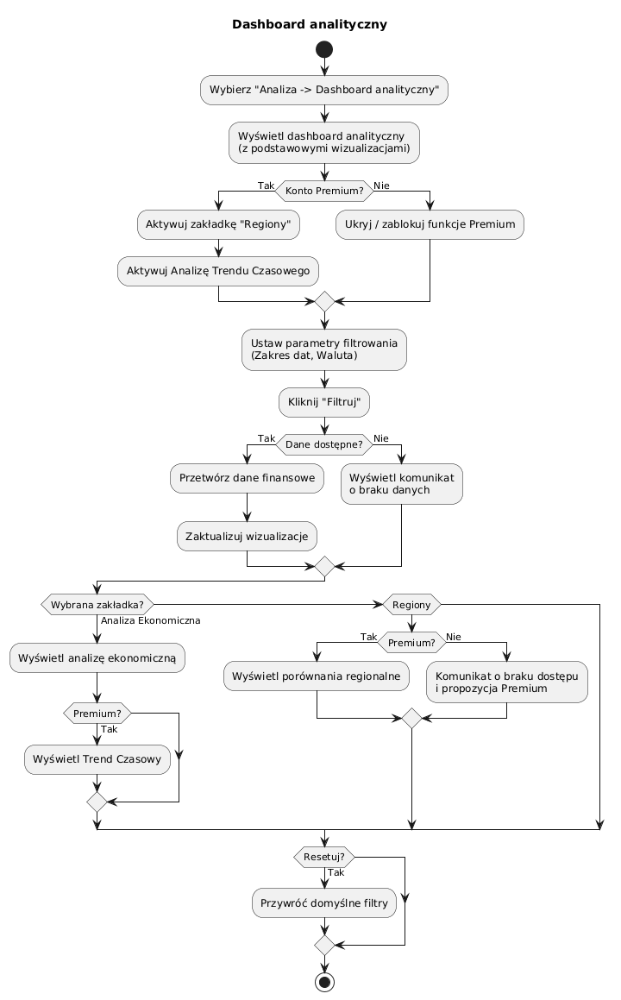 Dashboard analityczny
Wybierz "Analiza -> Dashboard analityczny"
Wyświetl dashboard analityczny
(z podstawowymi wizualizacjami)
Tak
Konto Premium?
Nie
Aktywuj zakładkę "Regiony"
Ukryj / zablokuj funkcje Premium
Aktywuj Analizę Trendu Czasowego
Ustaw parametry filtrowania
(Zakres dat, Waluta)
Kliknij "Filtruj"
Tak
Dane dostępne?
Nie
Przetwórz dane finansowe
Wyświetl komunikat
o braku danych
Zaktualizuj wizualizacje
Wybrana zakładka?
Regiony
Analiza Ekonomiczna
Tak
Premium?
Nie
Wyświetl analizę ekonomiczną
Wyświetl porównania regionalne
Komunikat o braku dostępu
i propozycja Premium
Premium?
Tak
Wyświetl Trend Czasowy
Resetuj?
Tak
Przywróć domyślne filtry